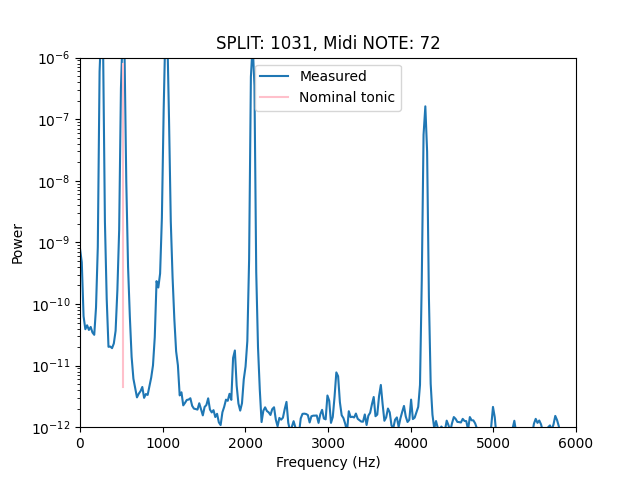 SPLIT: 1031, Midi NOTE: 72
Measured
Nominal tonic
Power
10⁻⁶
10⁻⁷
10⁻⁸
10⁻⁹
10⁻¹⁰
10⁻¹¹
10⁻¹²
0 1000 2000 3000 4000 5000 6000
Frequency (Hz)